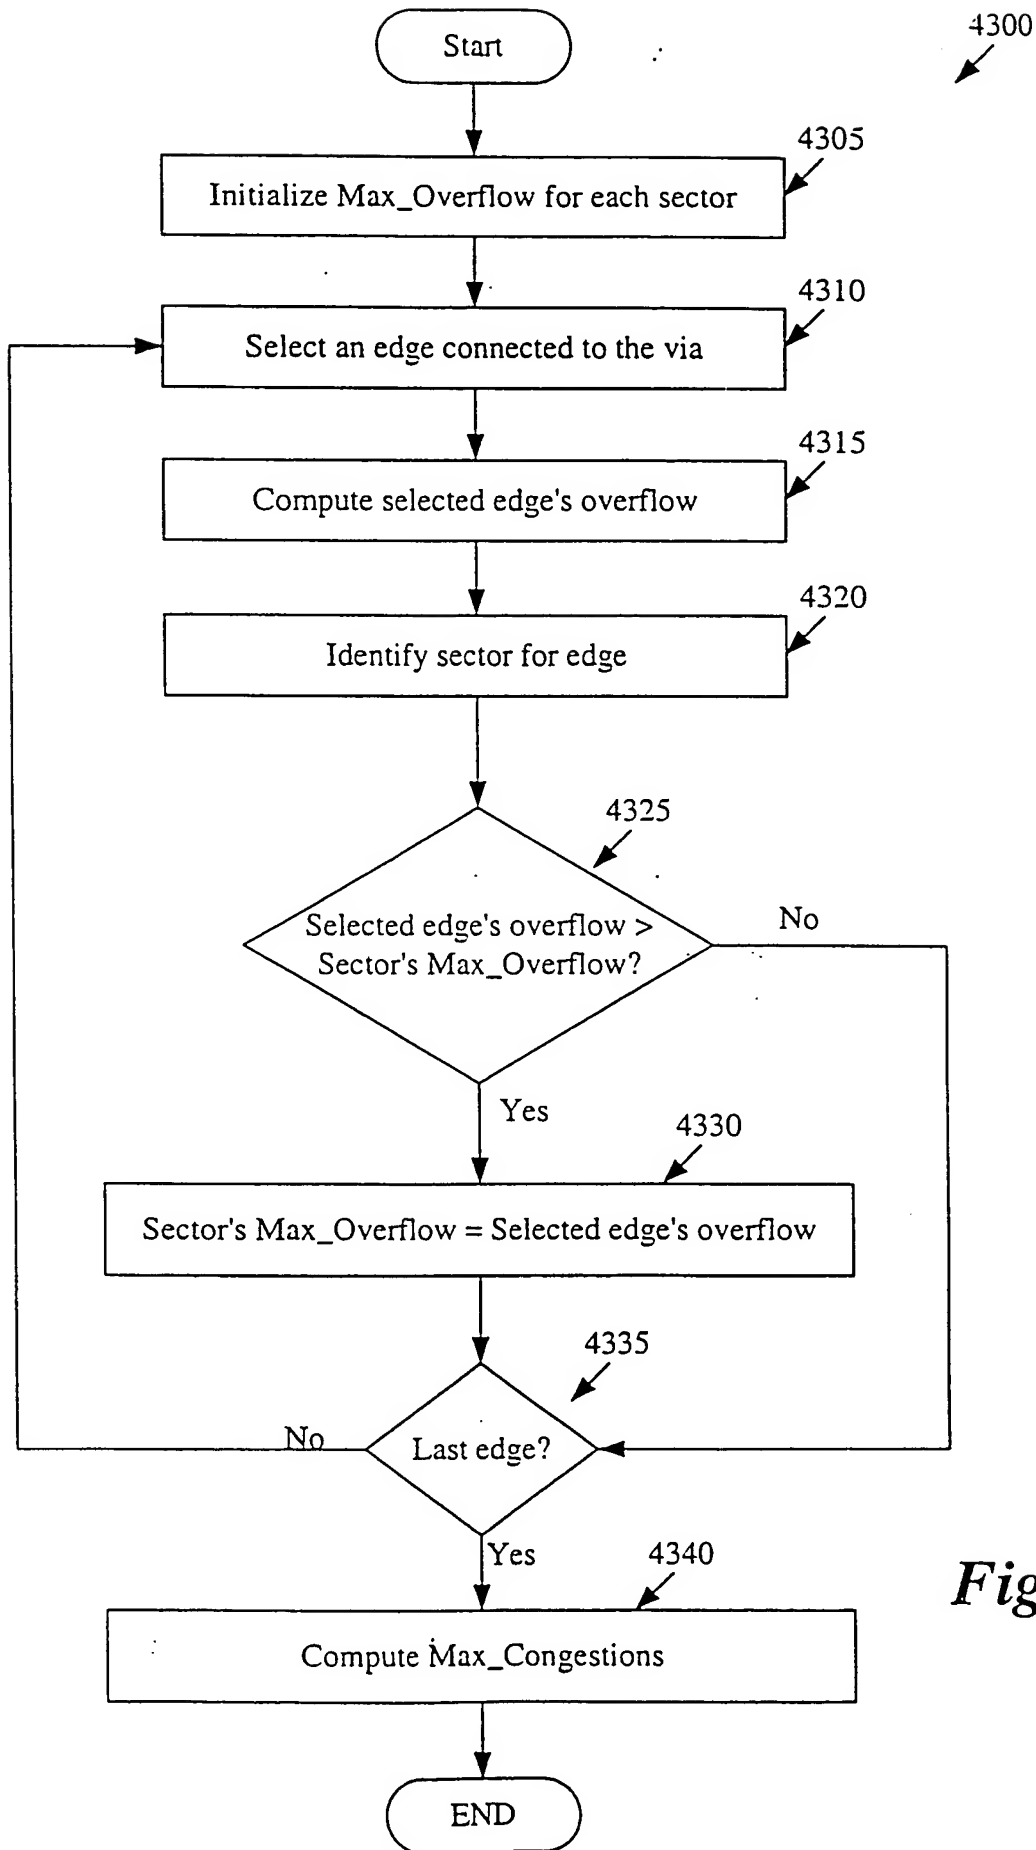 Start
4300
4305
Initialize Max_Overflow for each sector
4310
Select an edge connected to the via
4315
Compute selected edge's overflow
4320
Identify sector for edge
4325
Selected edge's overflow >
Sector's Max_Overflow?
No
Yes
4330
Sector's Max_Overflow = Selected edge's overflow
4335
No
Last edge?
Yes
4340
Fig
Compute Max_Congestions
END